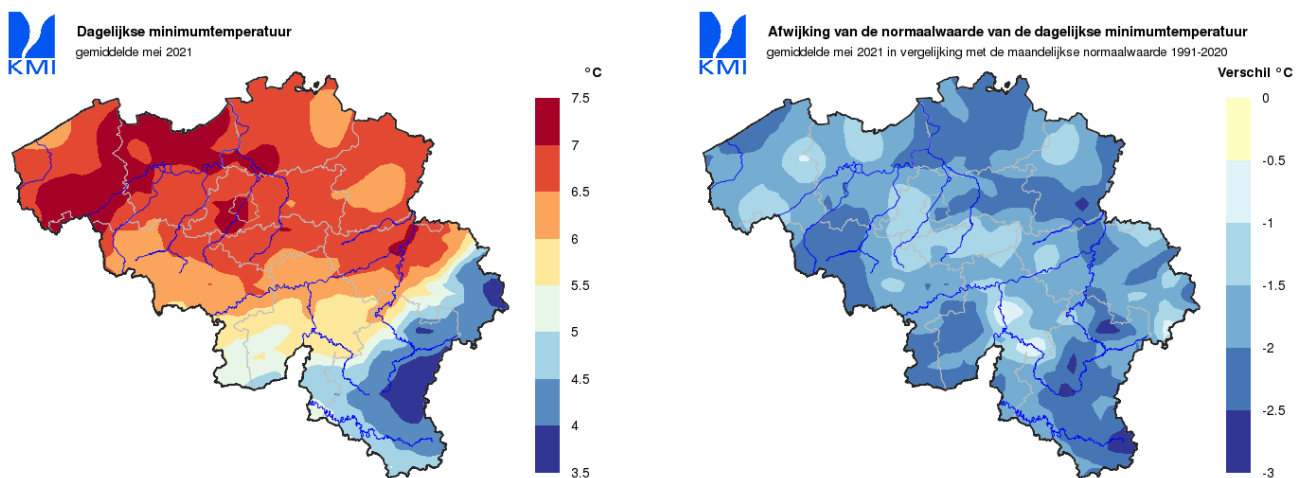 Dagelijkse minimumtemperatuur
gemiddelde mei 2021
KMI
°C
7.5
7
6.5
6
5.5
5
4.5
4
3.5
Afwijking van de normaalwaarde van de dagelijkse minimumtemperatuur
gemiddelde mei 2021 in vergelijking met de maandelijkse normaalwaarde 1991-2020
KMI
Verschil °C
0
-0.5
-1
-1.5
-2
-2.5
-3